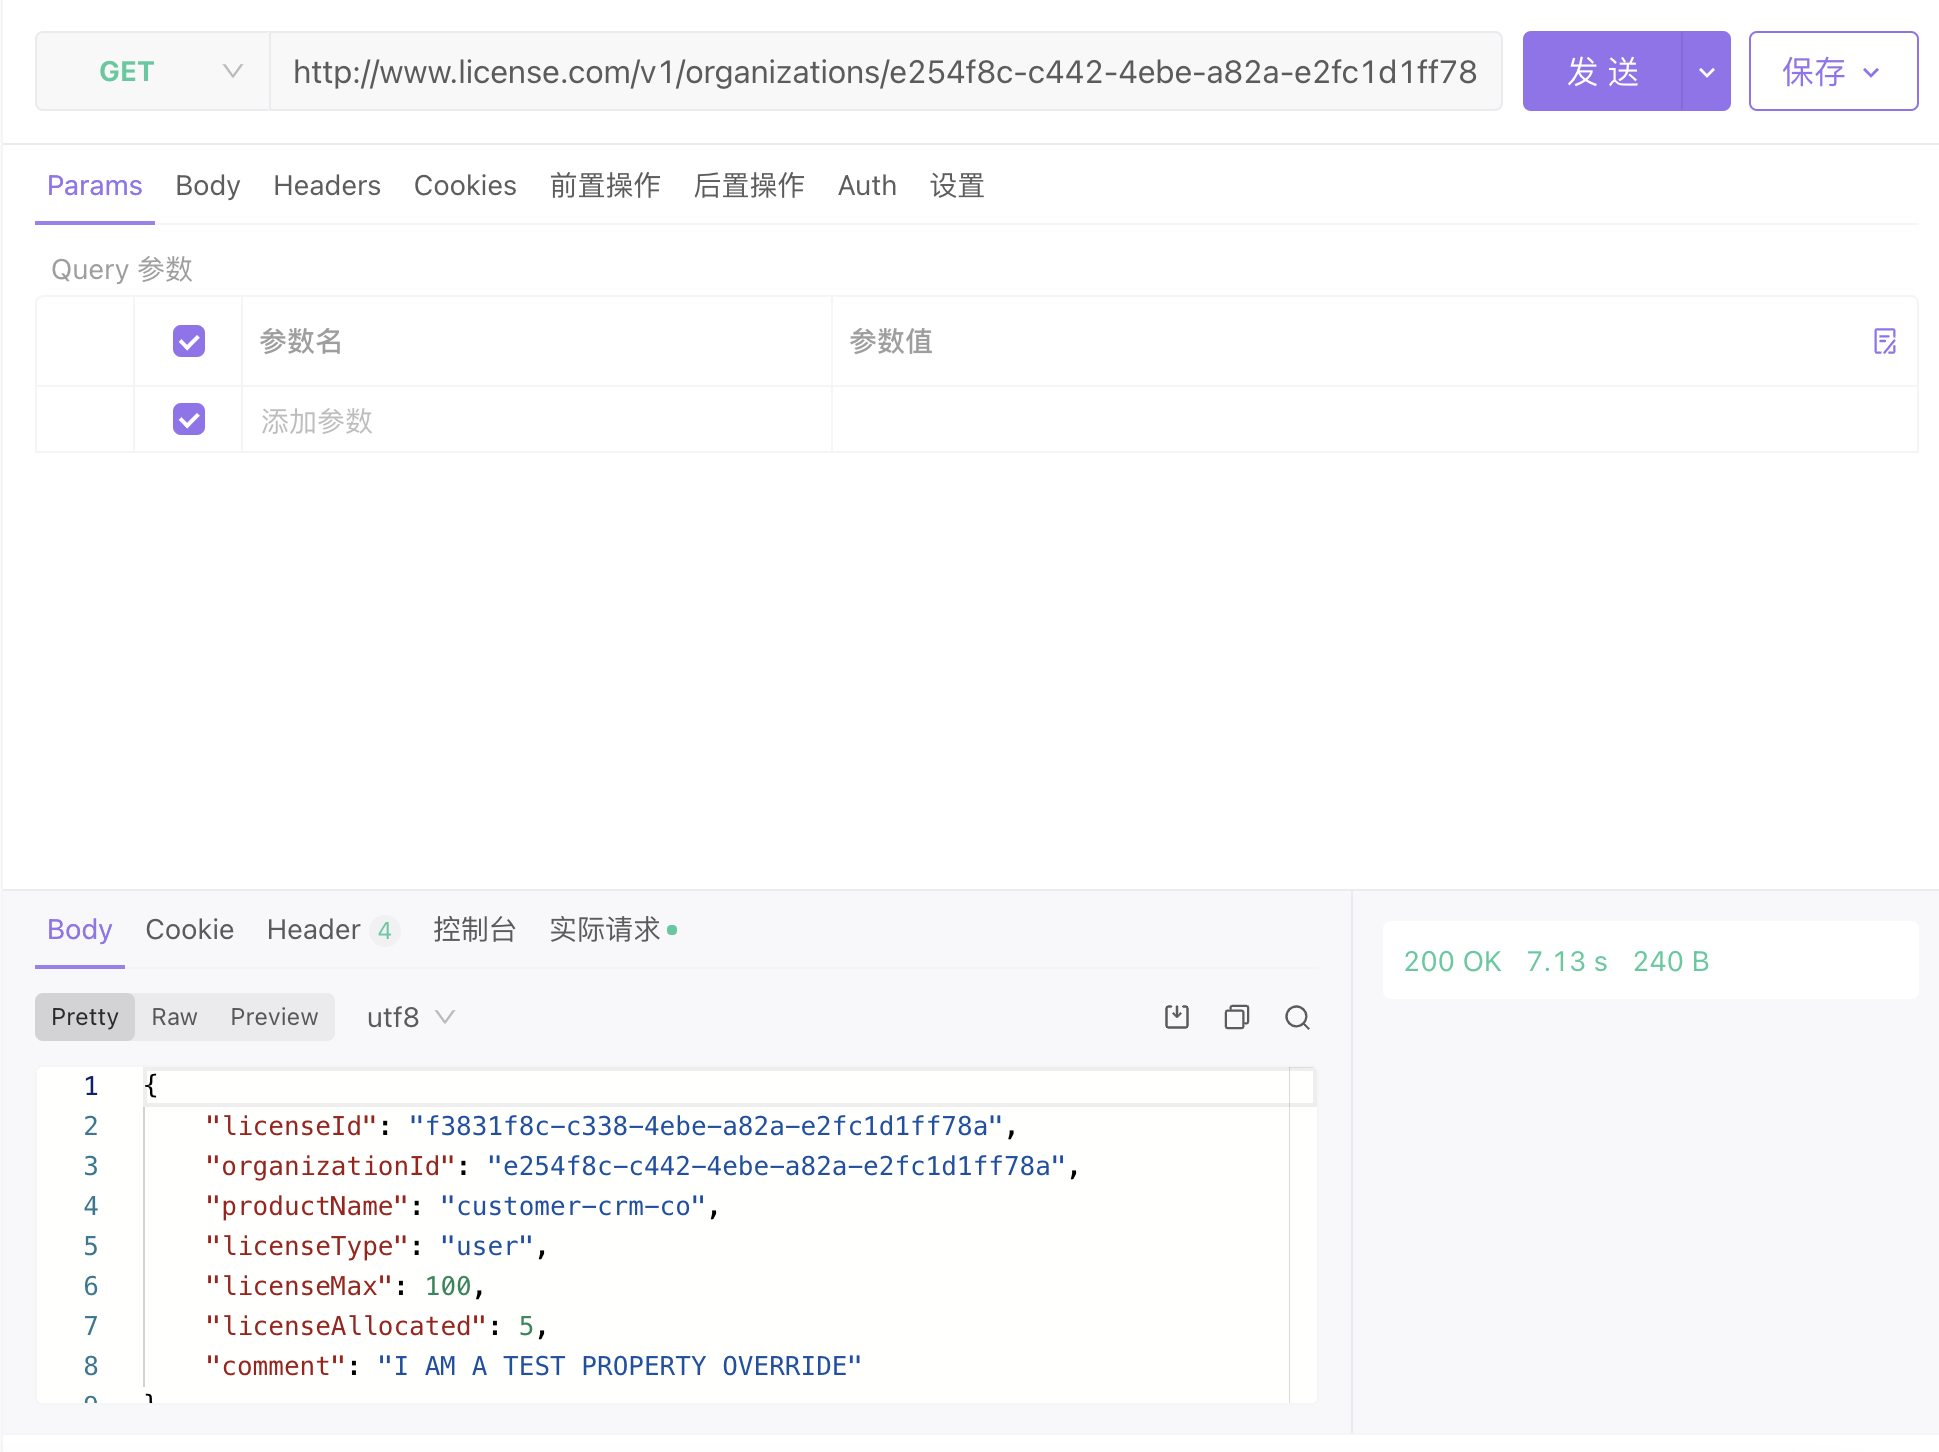 GET http://www.license.com/v1/organizations/e254f8c-c442-4ebe-a82a-e2fc1d1ff78 发 送 保存
Params Body Headers Cookies 前置操作 后置操作 Auth 设置
Query 参数
参数名 参数值
添加参数
Body Cookie Header 4 控制台 实际请求
200 OK 7.13 s 240 B
Pretty Raw Preview utf8
1 {
2 "licenseId": "f3831f8c-c338-4ebe-a82a-e2fc1d1ff78a",
3 "organizationId": "e254f8c-c442-4ebe-a82a-e2fc1d1ff78a",
4 "productName": "customer-crm-co",
5 "licenseType": "user",
6 "licenseMax": 100,
7 "licenseAllocated": 5,
8 "comment": "I AM A TEST PROPERTY OVERRIDE"
9 }